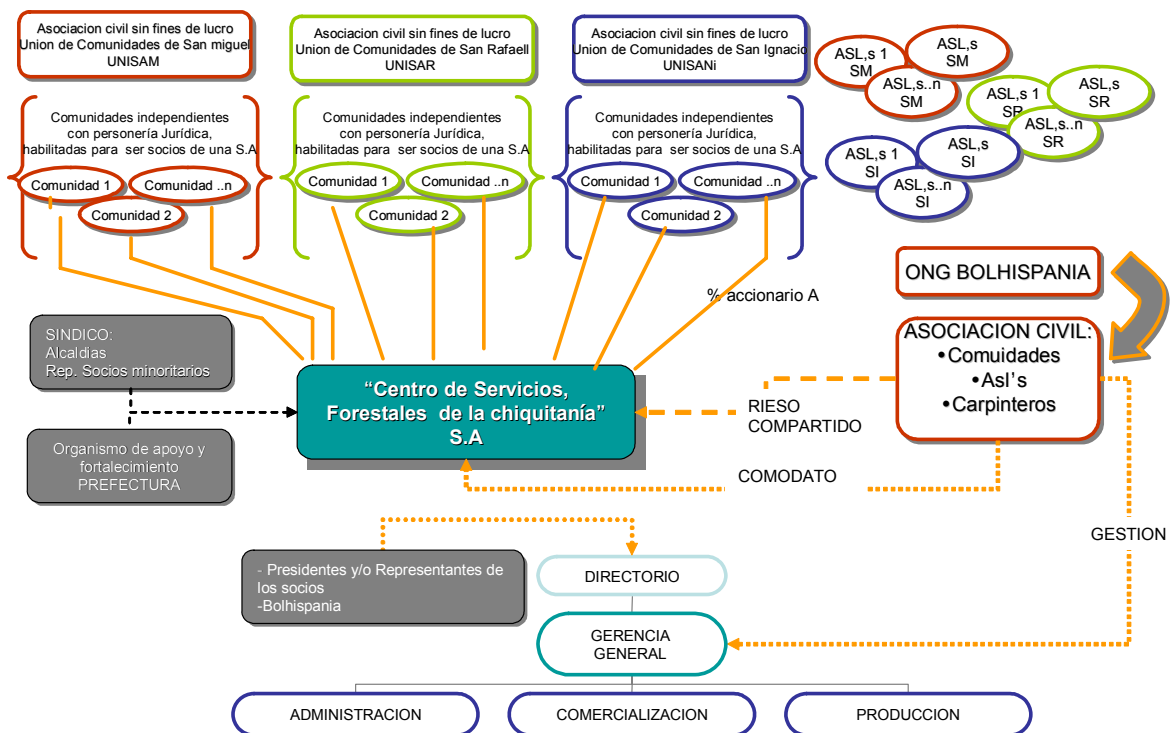 Asociacion civil sin fines de lucro
Union de Comunidades de San miguel
UNISAM
Asociacion civil sin fines de lucro
Union de Comunidades de San Rafaell
UNISAR
Asociacion civil sin fines de lucro
Union de Comunidades de San Ignacio
UNISANi
ASL,s 1
SM
ASL,s
SM
ASL,s..n
SM
ASL,s 1
SR
ASL,s
SR
ASL,s..n
SR
ASL,s 1
SI
ASL,s
SI
ASL,s..n
SI
Comunidades independientes
con personería Jurídica,
habilitadas para ser socios de una S.A
Comunidad 1
Comunidad ..n
Comunidad 2
Comunidades independientes
con personería Jurídica,
habilitadas para ser socios de una S.A
Comunidad 1
Comunidad ..n
Comunidad 2
Comunidades independientes
con personería Jurídica,
habilitadas para ser socios de una S.A
Comunidad 1
Comunidad ..n
Comunidad 2
ONG BOLHISPANIA
% accionario A
SINDICO:
Alcaldias
Rep. Socios minoritarios
ASOCIACION CIVIL:
•Comuidades
•Asl's
•Carpinteros
“Centro de Servicios,
Forestales de la chiquitanía”
S.A
RIESO
COMPARTIDO
Organismo de apoyo y
fortalecimiento
PREFECTURA
COMODATO
GESTION
- Presidentes y/o Representantes de
los socios
-Bolhispania
DIRECTORIO
GERENCIA
GENERAL
ADMINISTRACION
COMERCIALIZACION
PRODUCCION